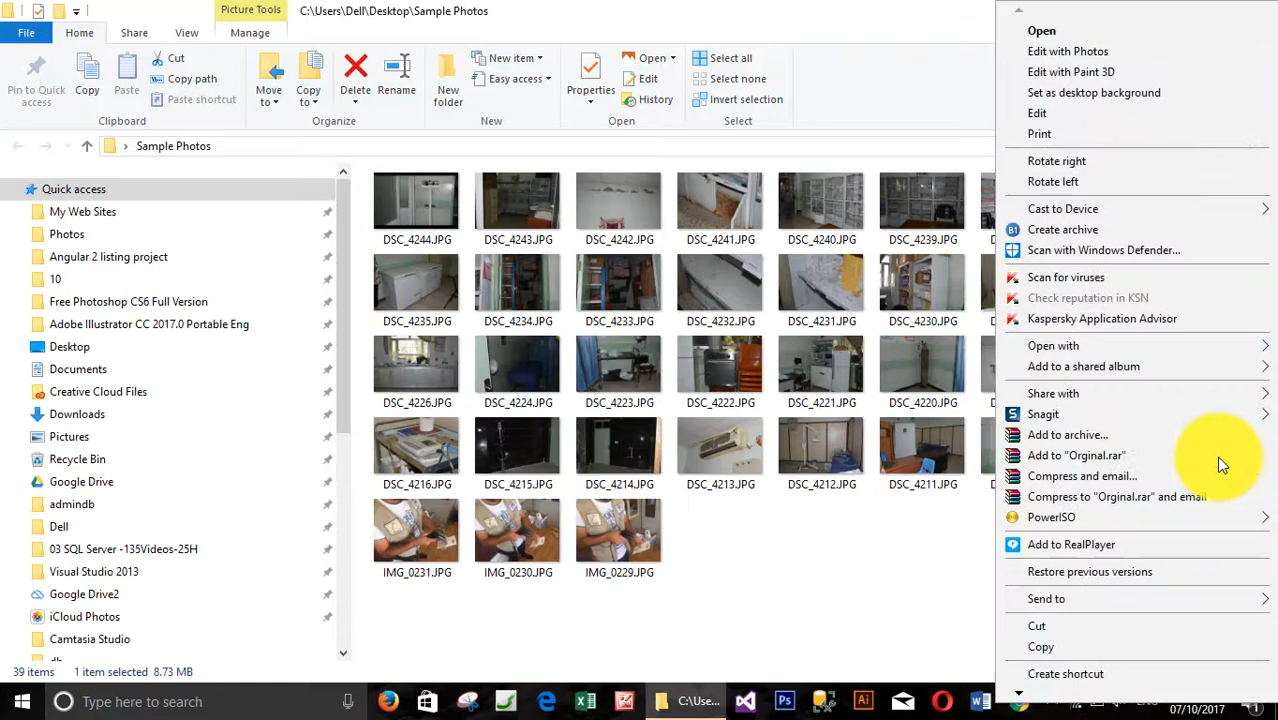 Picture Tools
C:\Users\Dell\Desktop\Sample Photos
File
Home
Share
View
Manage
Pin to Quick access
Copy
Paste
Cut
Copy path
Paste shortcut
Clipboard
Move to
Copy to
Delete
Rename
Organize
New folder
New item
Easy access
New
Properties
Open
Edit
History
Open
Select all
Select none
Invert selection
Select
Sample Photos
Quick access
My Web Sites
Photos
Angular 2 listing project
10
Free Photoshop CS6 Full Version
Adobe Illustrator CC 2017.0 Portable Eng
Desktop
Documents
Creative Cloud Files
Downloads
Pictures
Recycle Bin
Google Drive
admindb
Dell
03 SQL Server -135Videos-25H
Visual Studio 2013
Google Drive2
iCloud Photos
Camtasia Studio
DSC_4244.JPG DSC_4243.JPG DSC_4242.JPG DSC_4241.JPG DSC_4240.JPG DSC_4239.JPG
DSC_4235.JPG DSC_4234.JPG DSC_4233.JPG DSC_4232.JPG DSC_4231.JPG DSC_4230.JPG
DSC_4226.JPG DSC_4224.JPG DSC_4223.JPG DSC_4222.JPG DSC_4221.JPG DSC_4220.JPG
DSC_4216.JPG DSC_4215.JPG DSC_4214.JPG DSC_4213.JPG DSC_4212.JPG DSC_4211.JPG
IMG_0231.JPG IMG_0230.JPG IMG_0229.JPG
Open
Edit with Photos
Edit with Paint 3D
Set as desktop background
Edit
Print
Rotate right
Rotate left
Cast to Device
Create archive
Scan with Windows Defender...
Scan for viruses
Check reputation in KSN
Kaspersky Application Advisor
Open with
Add to a shared album
Share with
Snagit
Add to archive...
Add to "Orginal.rar"
Compress and email...
Compress to "Orginal.rar" and email
PowerISO
Add to RealPlayer
Restore previous versions
Send to
Cut
Copy
Create shortcut
39 items 1 item selected 8.73 MB
Type here to search
C:\Use...
07/10/2017